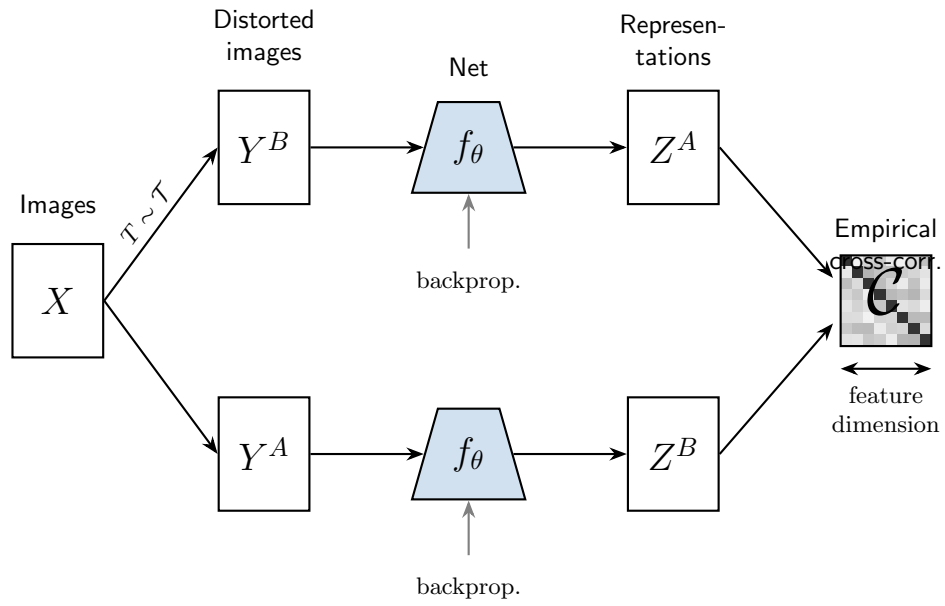 Distorted
images
Represen-
tations
Net
Y^B
f_θ
Z^A
T ~ 𝒯
Images
X
backprop.
Empirical
cross-corr.
𝒞
feature
dimension
Y^A
f_θ
Z^B
backprop.